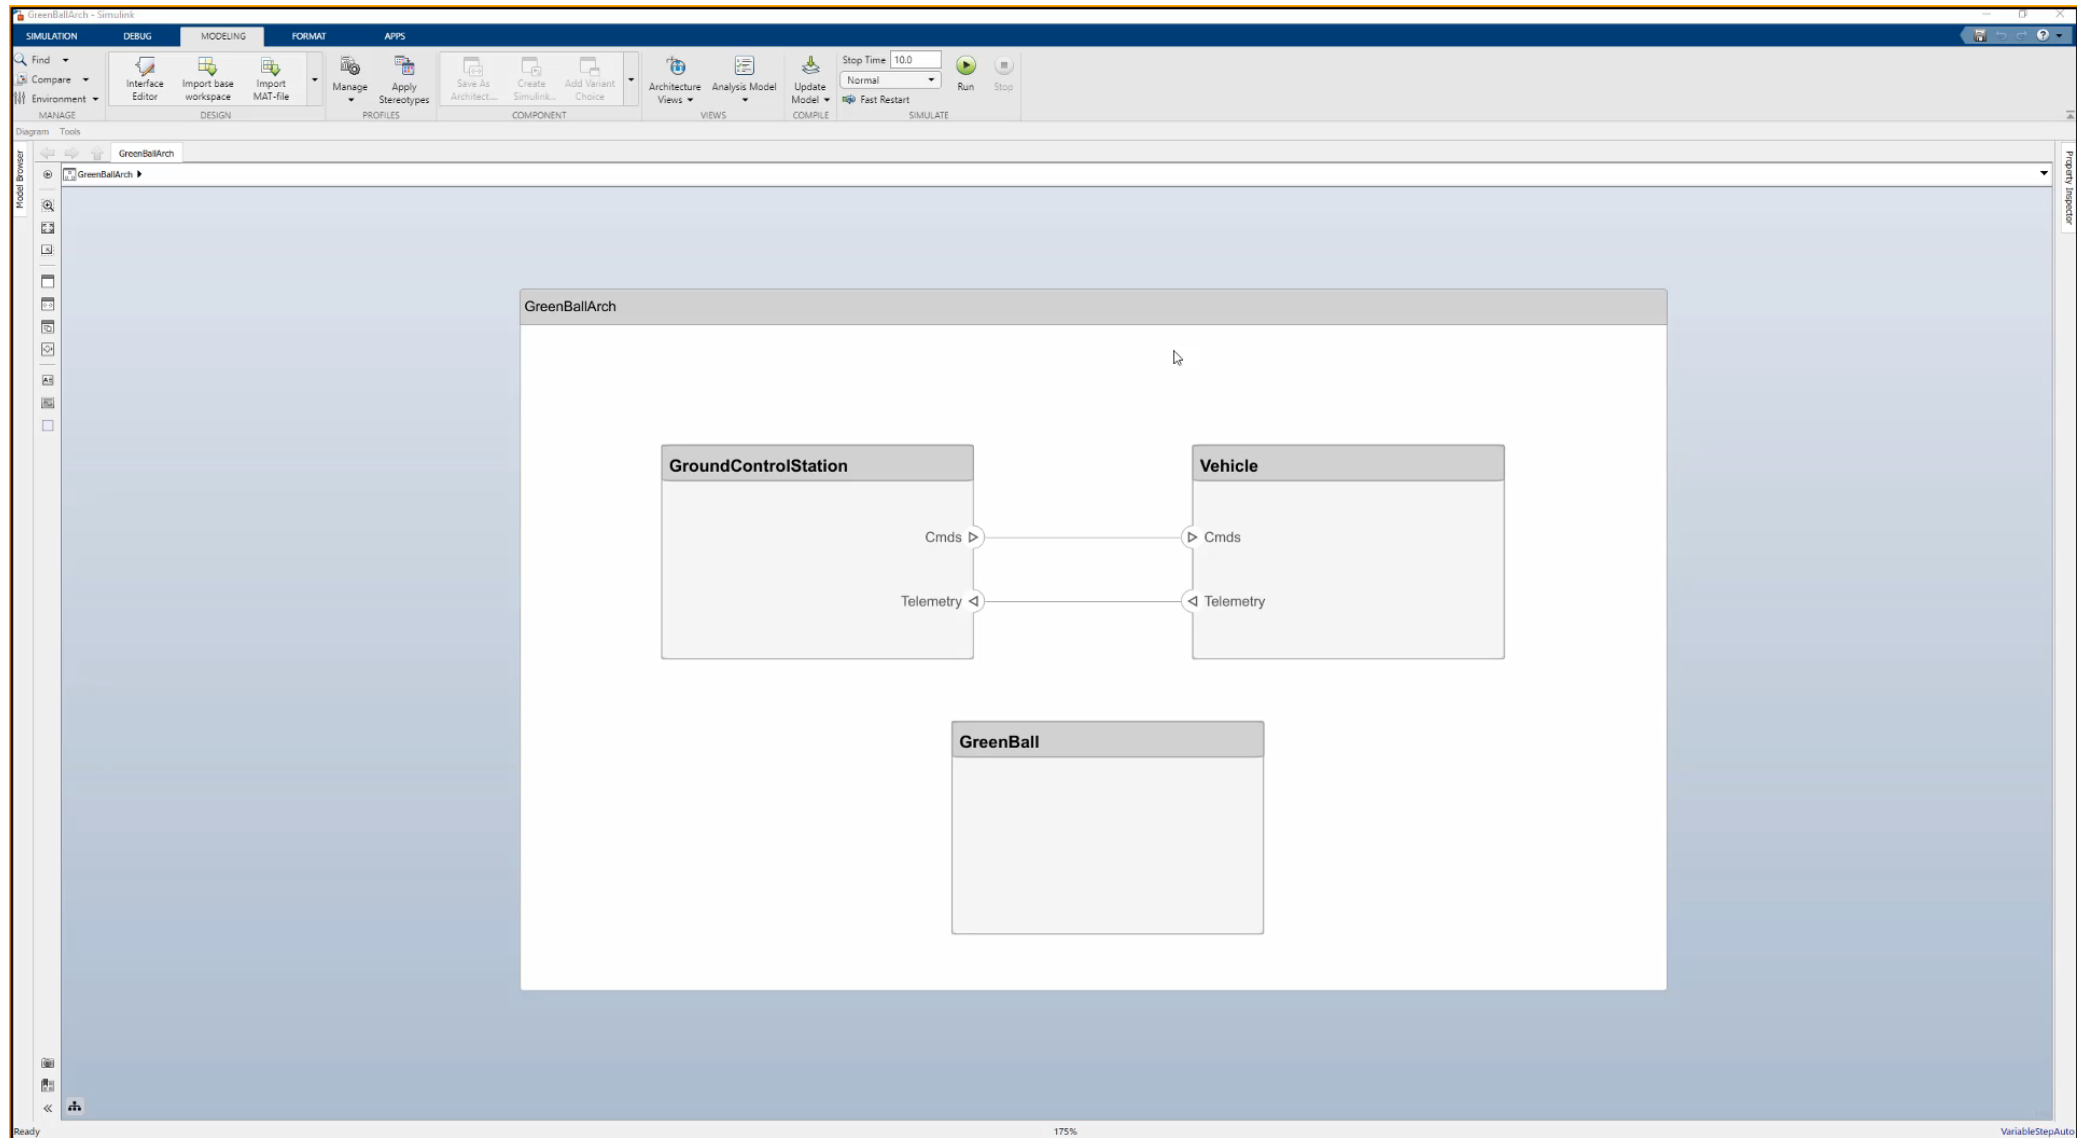 GreenBallArch - Simulink
SIMULATION DEBUG MODELING FORMAT APPS
Find
Compare
Environment
MANAGE
Interface Editor
Import base workspace
Import MAT-file
DESIGN
Manage
Apply Stereotypes
PROFILES
Save As Architect...
Create Simulink...
Add Variant Choice
COMPONENT
Architecture Views
Analysis Model
VIEWS
Update Model
COMPILE
Stop Time 10.0
Normal
Fast Restart
Run
Stop
SIMULATE
Diagram Tools
Model Browser
GreenBallArch
GreenBallArch
Property Inspector
GreenBallArch
GroundControlStation
Cmds
Telemetry
Vehicle
Cmds
Telemetry
GreenBall
Ready
175%
VariableStepAuto